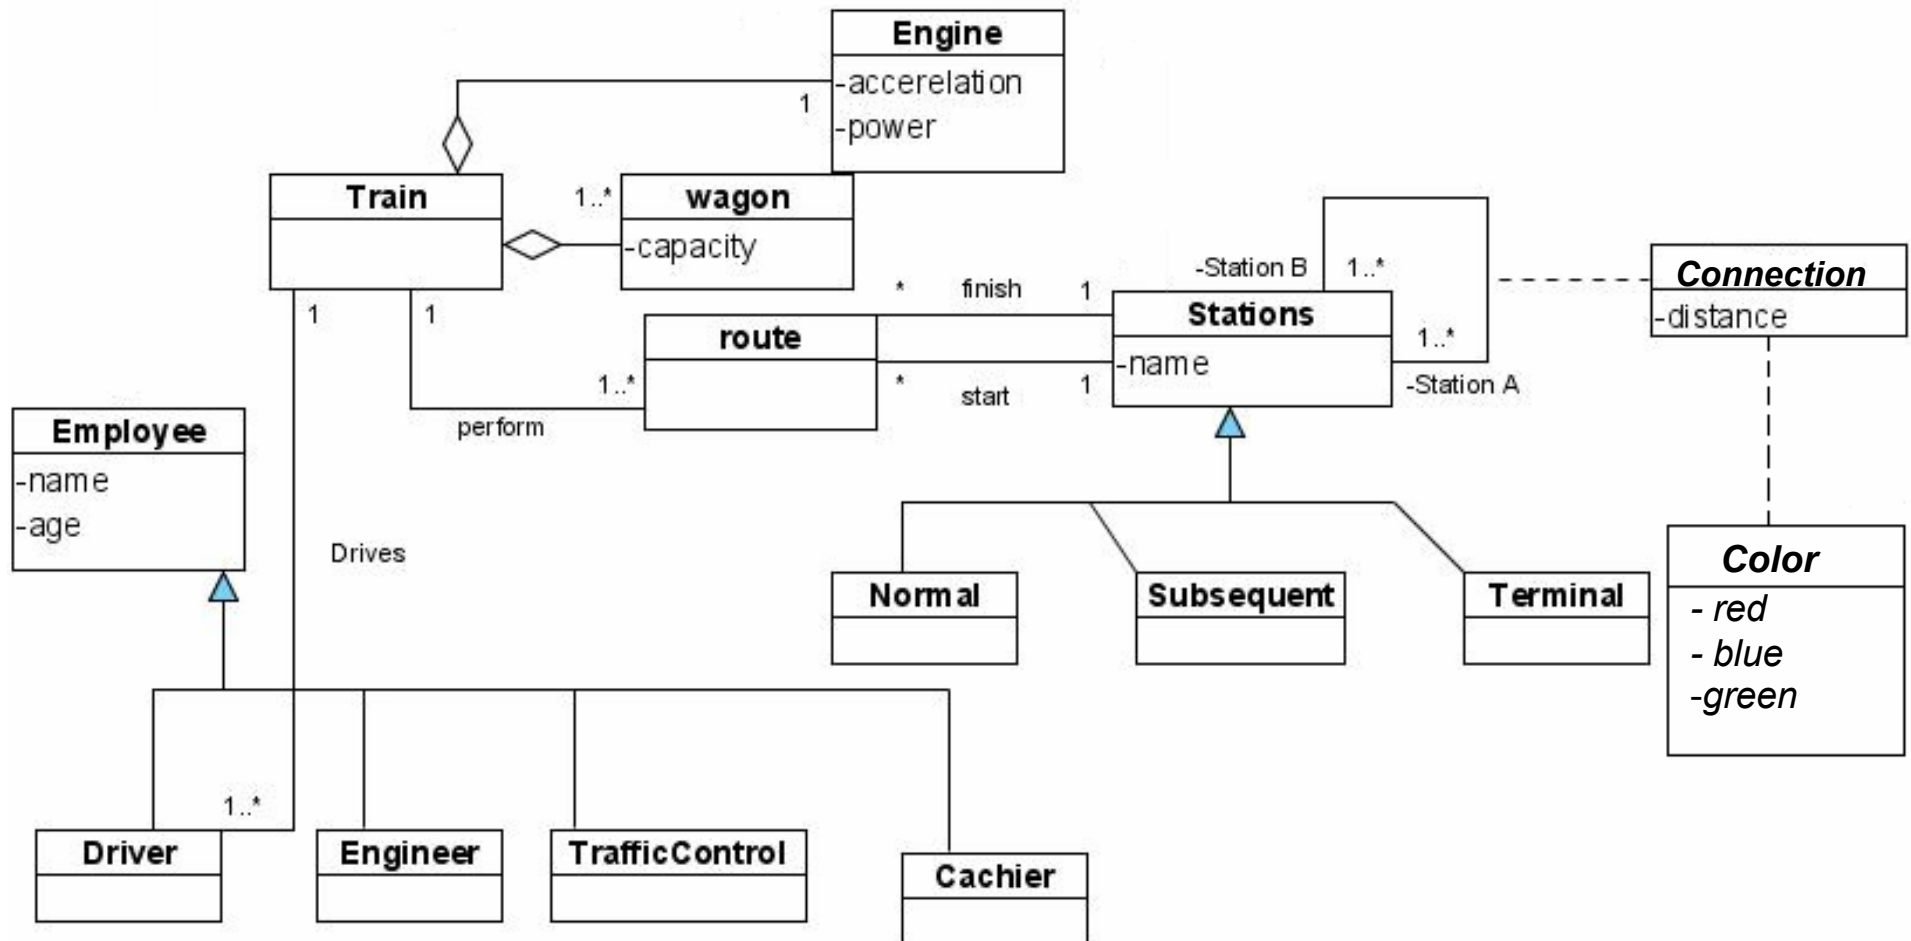 Engine
-accerelation
-power
1
Train
1..*
wagon
-capacity
-Station B
1..*
Connection
-distance
*
finish
1
Stations
-name
1..*
-Station A
1
1
route
1..*
*
start
1
perform
Employee
-name
-age
Drives
Color
- red
- blue
-green
Normal
Subsequent
Terminal
1..*
Driver
Engineer
TrafficControl
Cachier